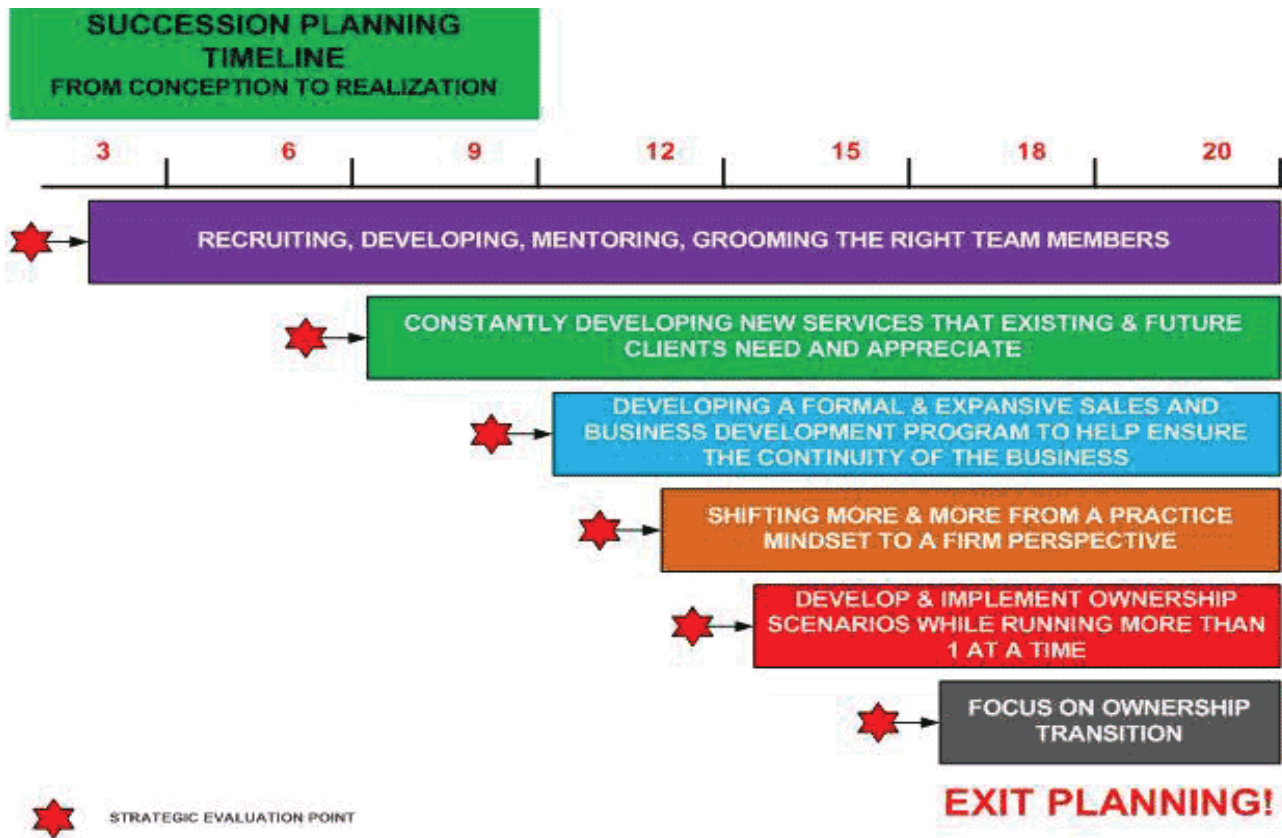 SUCCESSION PLANNING
TIMELINE
FROM CONCEPTION TO REALIZATION
3 6 9 12 15 18 20
RECRUITING, DEVELOPING, MENTORING, GROOMING THE RIGHT TEAM MEMBERS
CONSTANTLY DEVELOPING NEW SERVICES THAT EXISTING & FUTURE
CLIENTS NEED AND APPRECIATE
DEVELOPING A FORMAL & EXPANSIVE SALES AND
BUSINESS DEVELOPMENT PROGRAM TO HELP ENSURE
THE CONTINUITY OF THE BUSINESS
SHIFTING MORE & MORE FROM A PRACTICE
MINDSET TO A FIRM PERSPECTIVE
DEVELOP & IMPLEMENT OWNERSHIP
SCENARIOS WHILE RUNNING MORE THAN
1 AT A TIME
FOCUS ON OWNERSHIP
TRANSITION
EXIT PLANNING!
STRATEGIC EVALUATION POINT